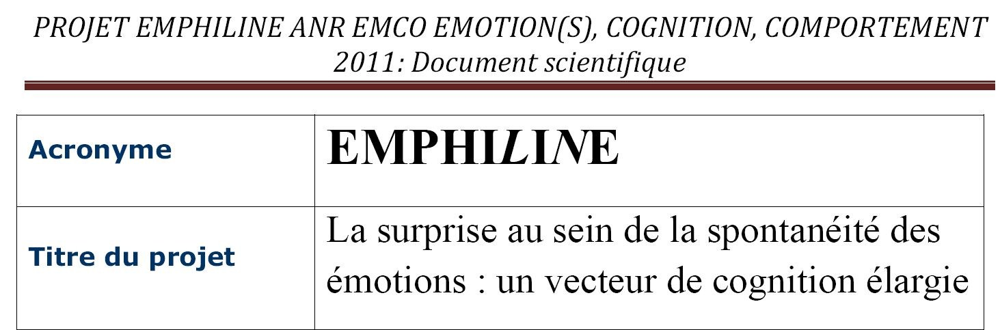 PROJET EMPHILINE ANR EMCO EMOTION(S), COGNITION, COMPORTEMENT
2011: Document scientifique
Acronyme
EMPHILINE
Titre du projet
La surprise au sein de la spontanéité des
émotions : un vecteur de cognition élargie